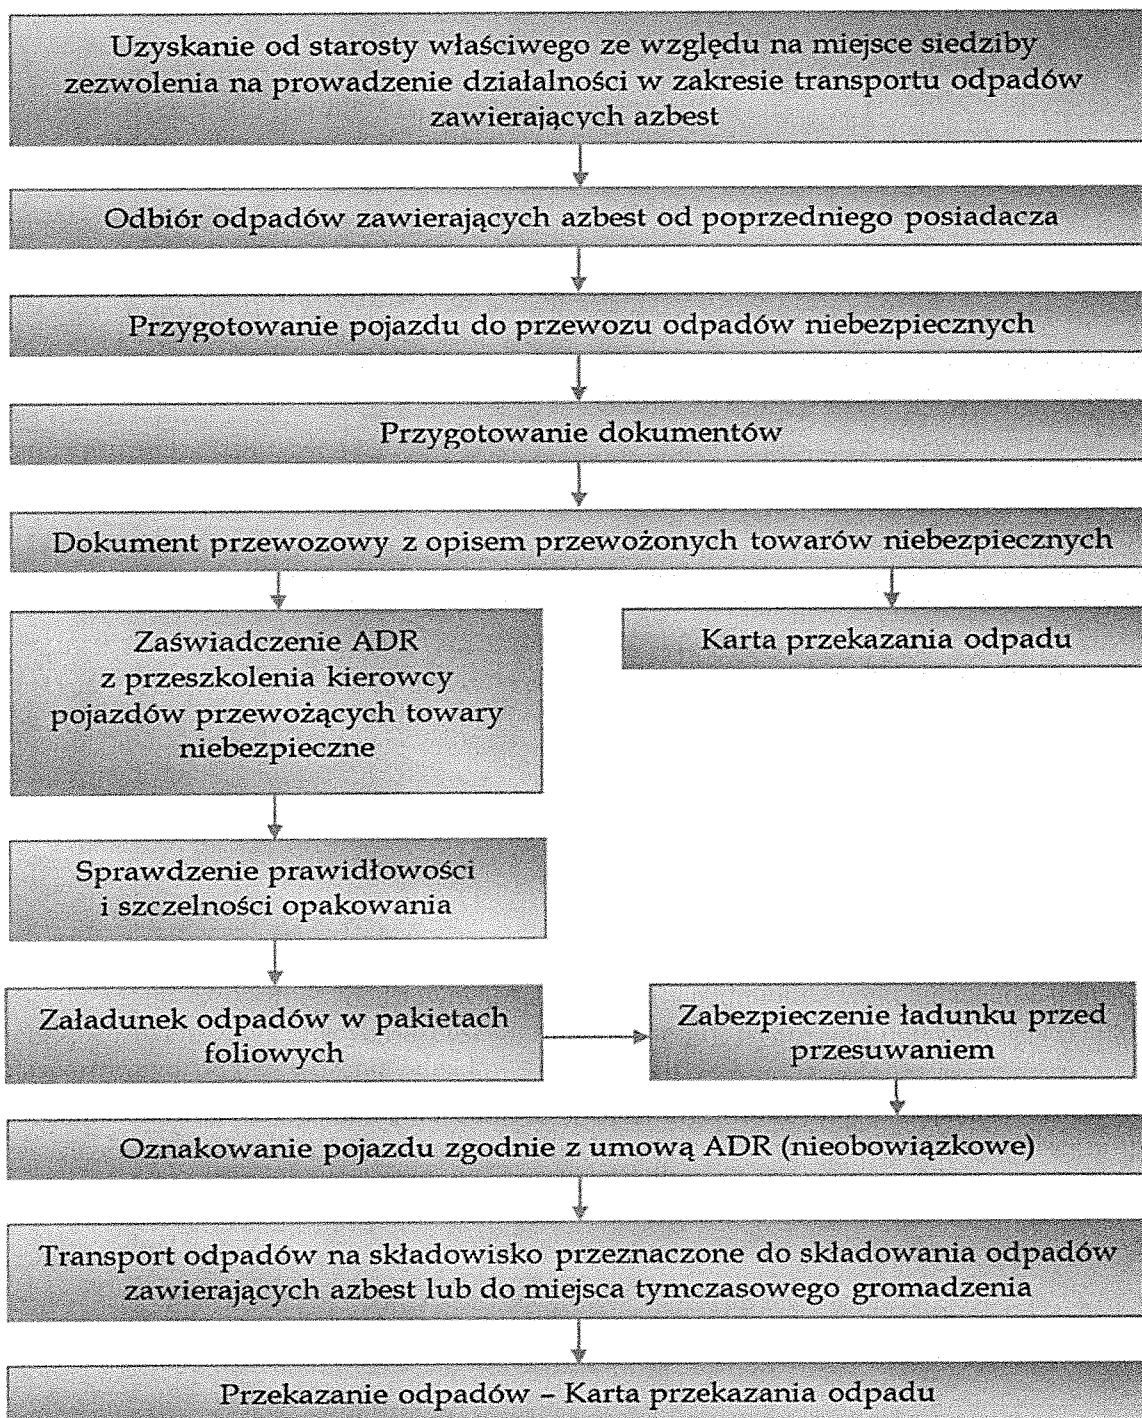 Uzyskanie od starosty właściwego ze względu na miejsce siedziby
zezwolenia na prowadzenie działalności w zakresie transportu odpadów
zawierających azbest
Odbiór odpadów zawierających azbest od poprzedniego posiadacza
Przygotowanie pojazdu do przewozu odpadów niebezpiecznych
Przygotowanie dokumentów
Dokument przewozowy z opisem przewożonych towarów niebezpiecznych
Zaświadczenie ADR
z przeszkolenia kierowcy
pojazdów przewożących towary
niebezpieczne
Karta przekazania odpadu
Sprawdzenie prawidłowości
i szczelności opakowania
Załadunek odpadów w pakietach
foliowych
Zabezpieczenie ładunku przed
przesuwaniem
Oznakowanie pojazdu zgodnie z umową ADR (nieobowiązkowe)
Transport odpadów na składowisko przeznaczone do składowania odpadów
zawierających azbest lub do miejsca tymczasowego gromadzenia
Przekazanie odpadów – Karta przekazania odpadu